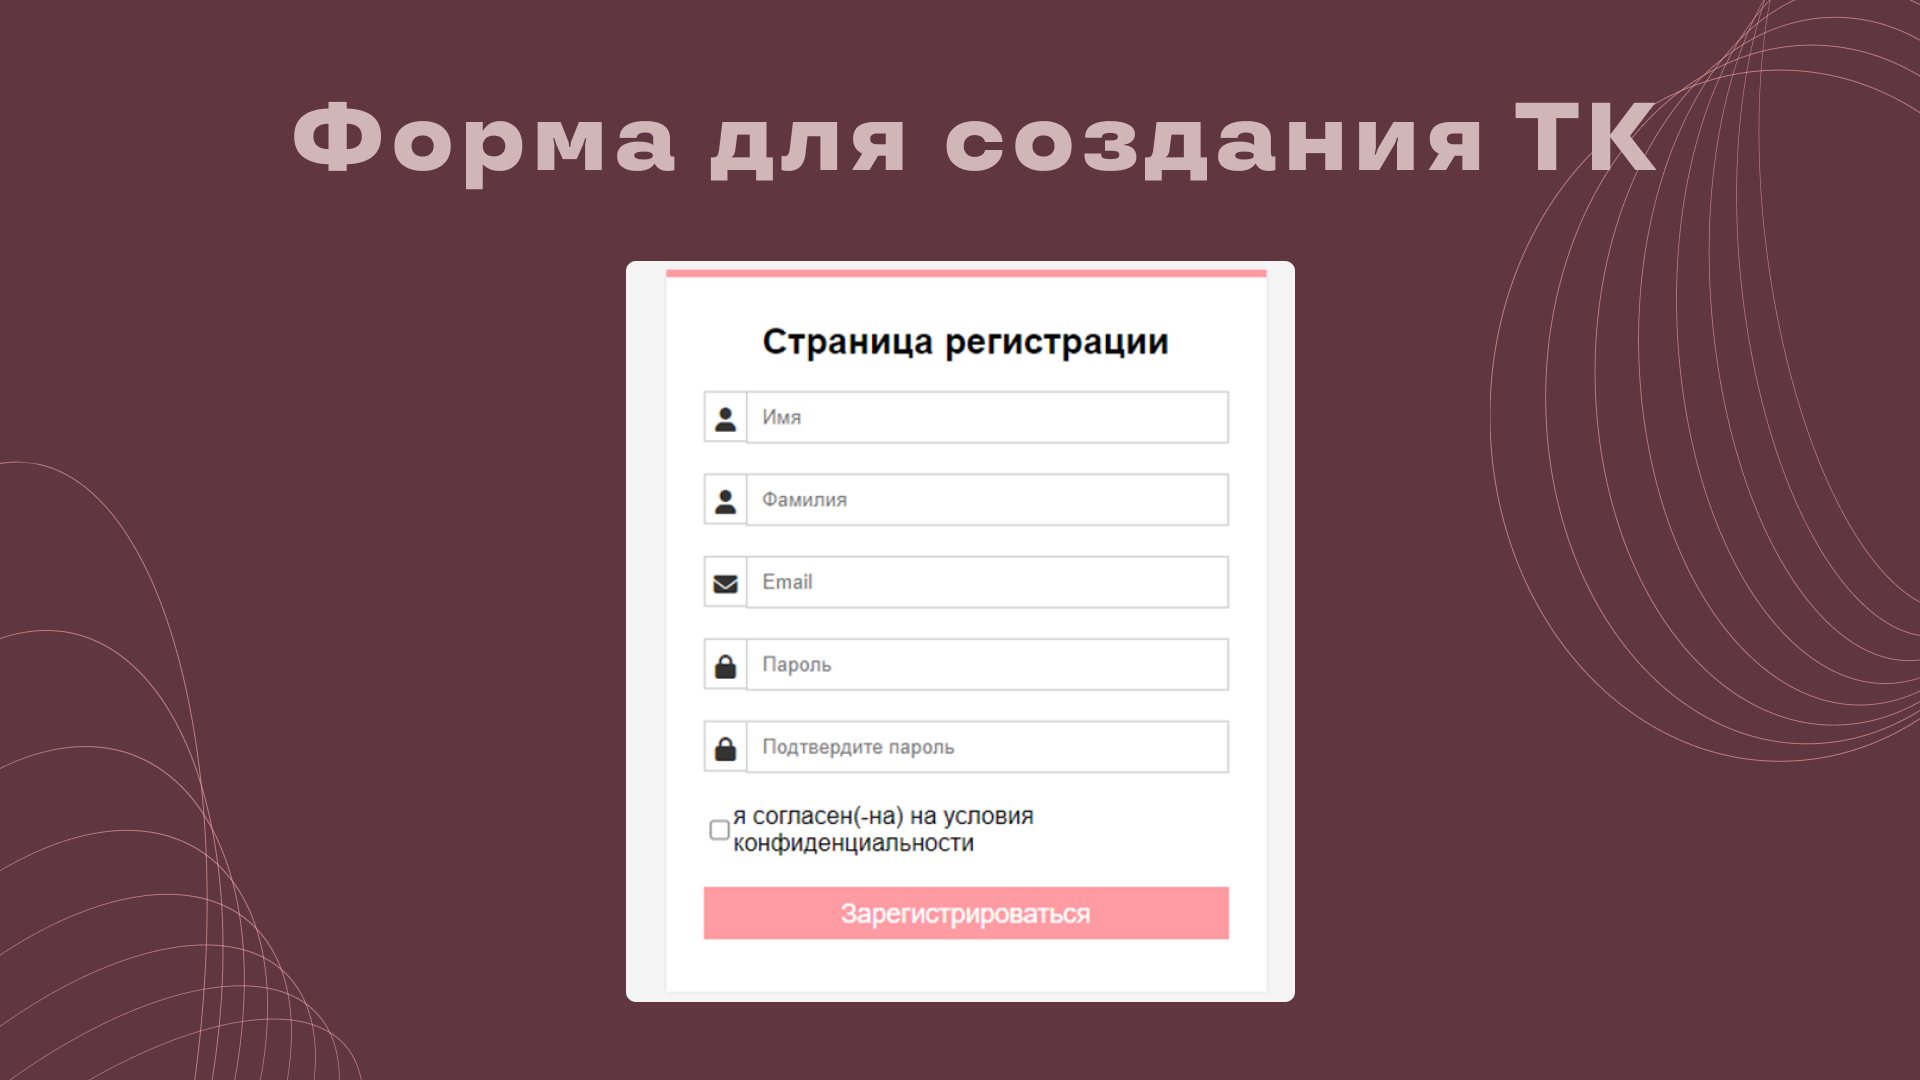 Форма для создания ТК
Страница регистрации
Имя
Фамилия
Email
Пароль
Подтвердите пароль
я согласен(-на) на условия
конфиденциальности
Зарегистрироваться